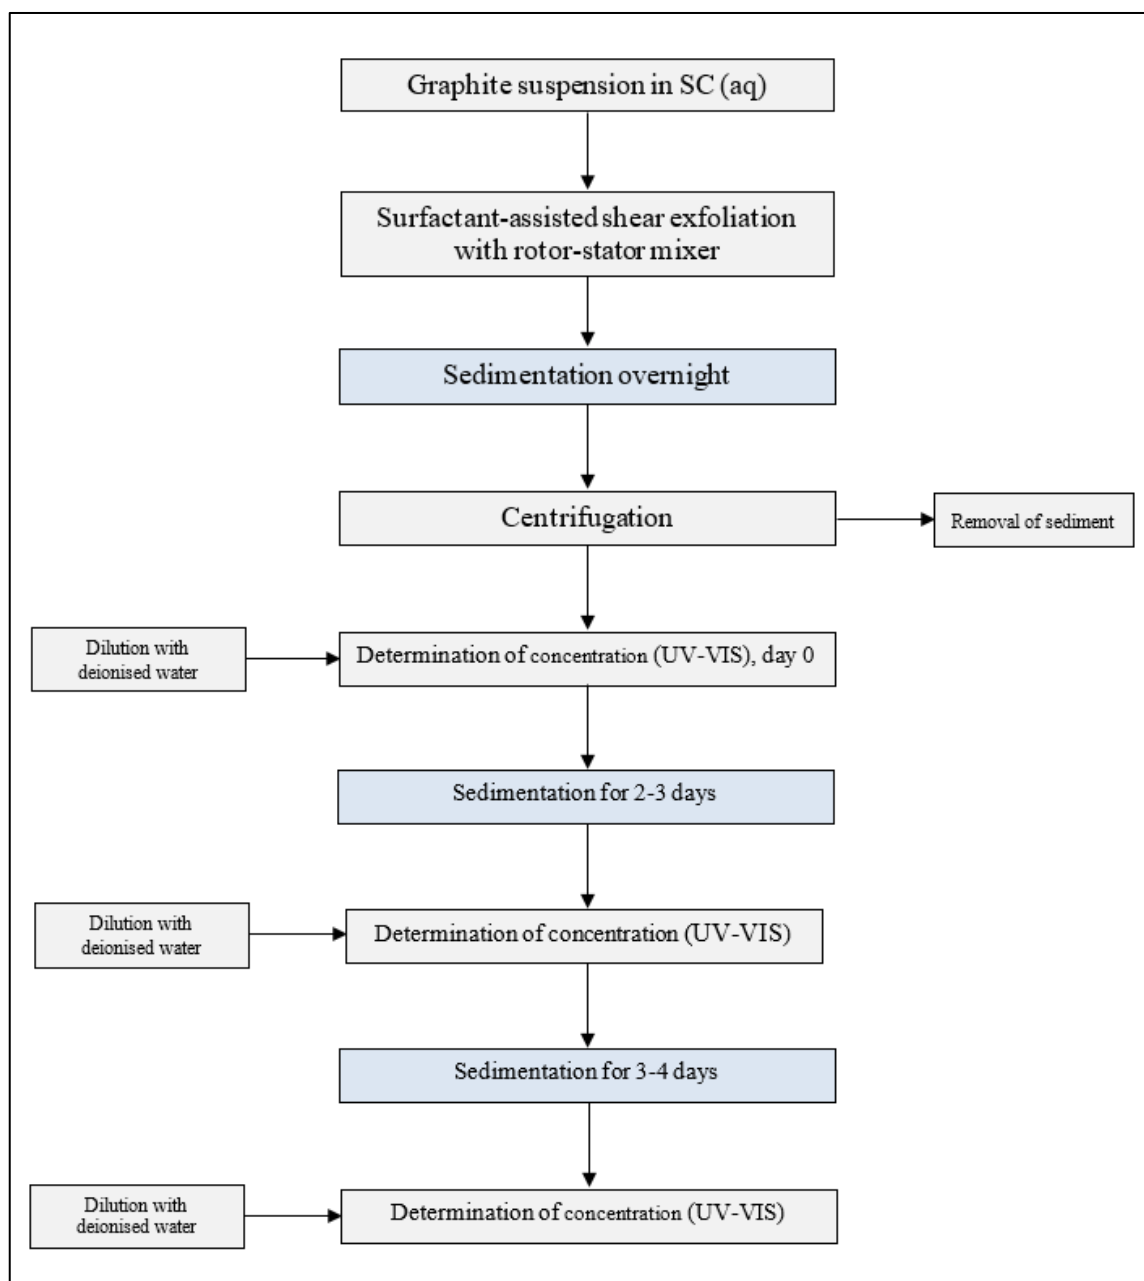 Graphite suspension in SC (aq)
Surfactant-assisted shear exfoliation
with rotor-stator mixer
Sedimentation overnight
Centrifugation
Removal of sediment
Dilution with
deionised water
Determination of concentration (UV-VIS), day 0
Sedimentation for 2-3 days
Dilution with
deionised water
Determination of concentration (UV-VIS)
Sedimentation for 3-4 days
Dilution with
deionised water
Determination of concentration (UV-VIS)